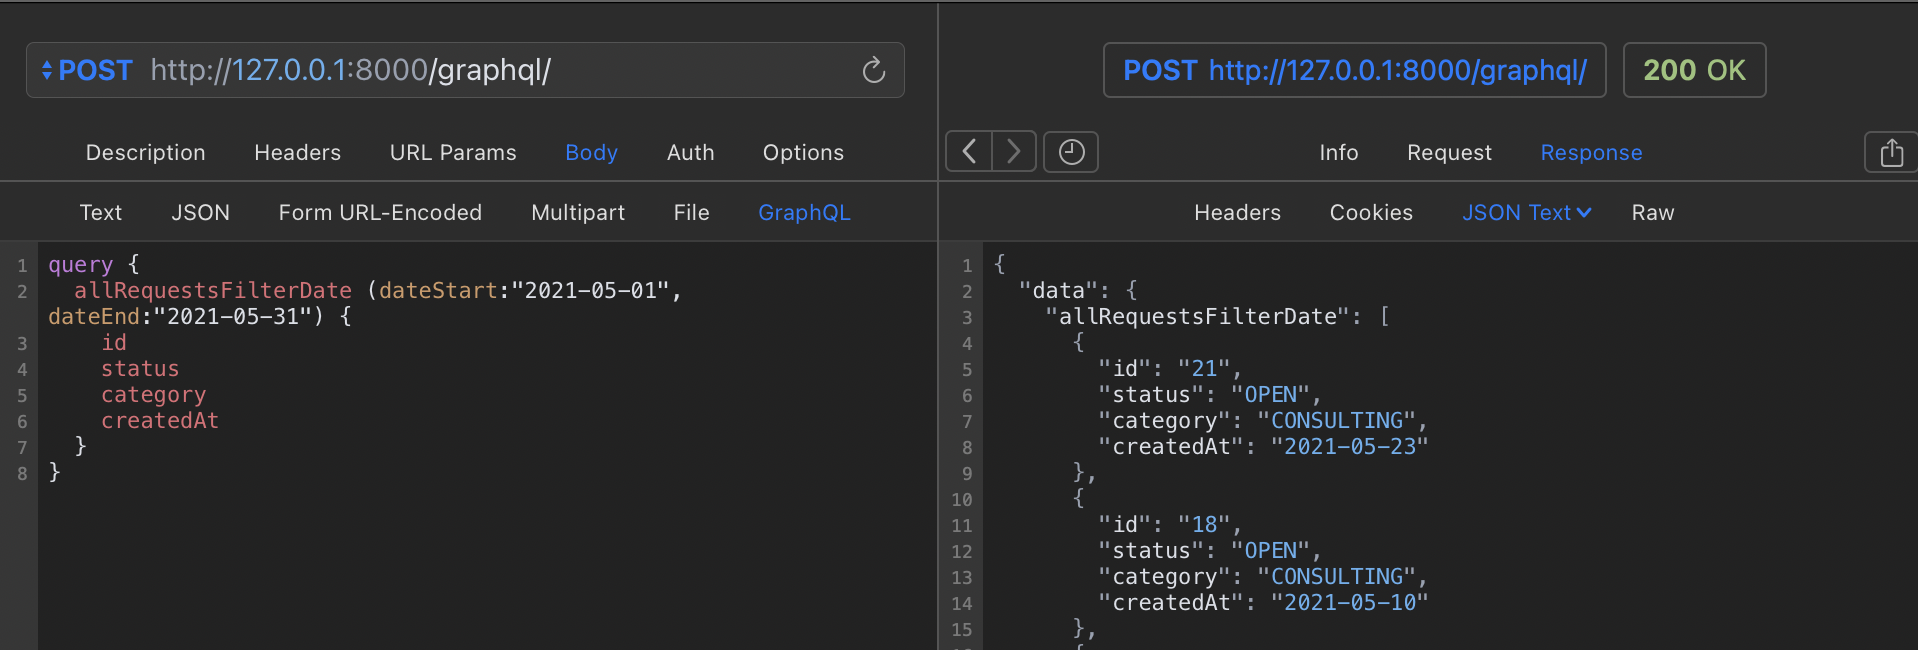 POST http://127.0.0.1:8000/graphql/
Description Headers URL Params Body Auth Options
Text JSON Form URL-Encoded Multipart File GraphQL
1 query {
2 allRequestsFilterDate (dateStart:"2021-05-01",
dateEnd:"2021-05-31") {
3 id
4 status
5 category
6 createdAt
7 }
8 }
POST http://127.0.0.1:8000/graphql/ 200 OK
Info Request Response
Headers Cookies JSON Text Raw
1 {
2 "data": {
3 "allRequestsFilterDate": [
4 {
5 "id": "21",
6 "status": "OPEN",
7 "category": "CONSULTING",
8 "createdAt": "2021-05-23"
9 },
10 {
11 "id": "18",
12 "status": "OPEN",
13 "category": "CONSULTING",
14 "createdAt": "2021-05-10"
15 },